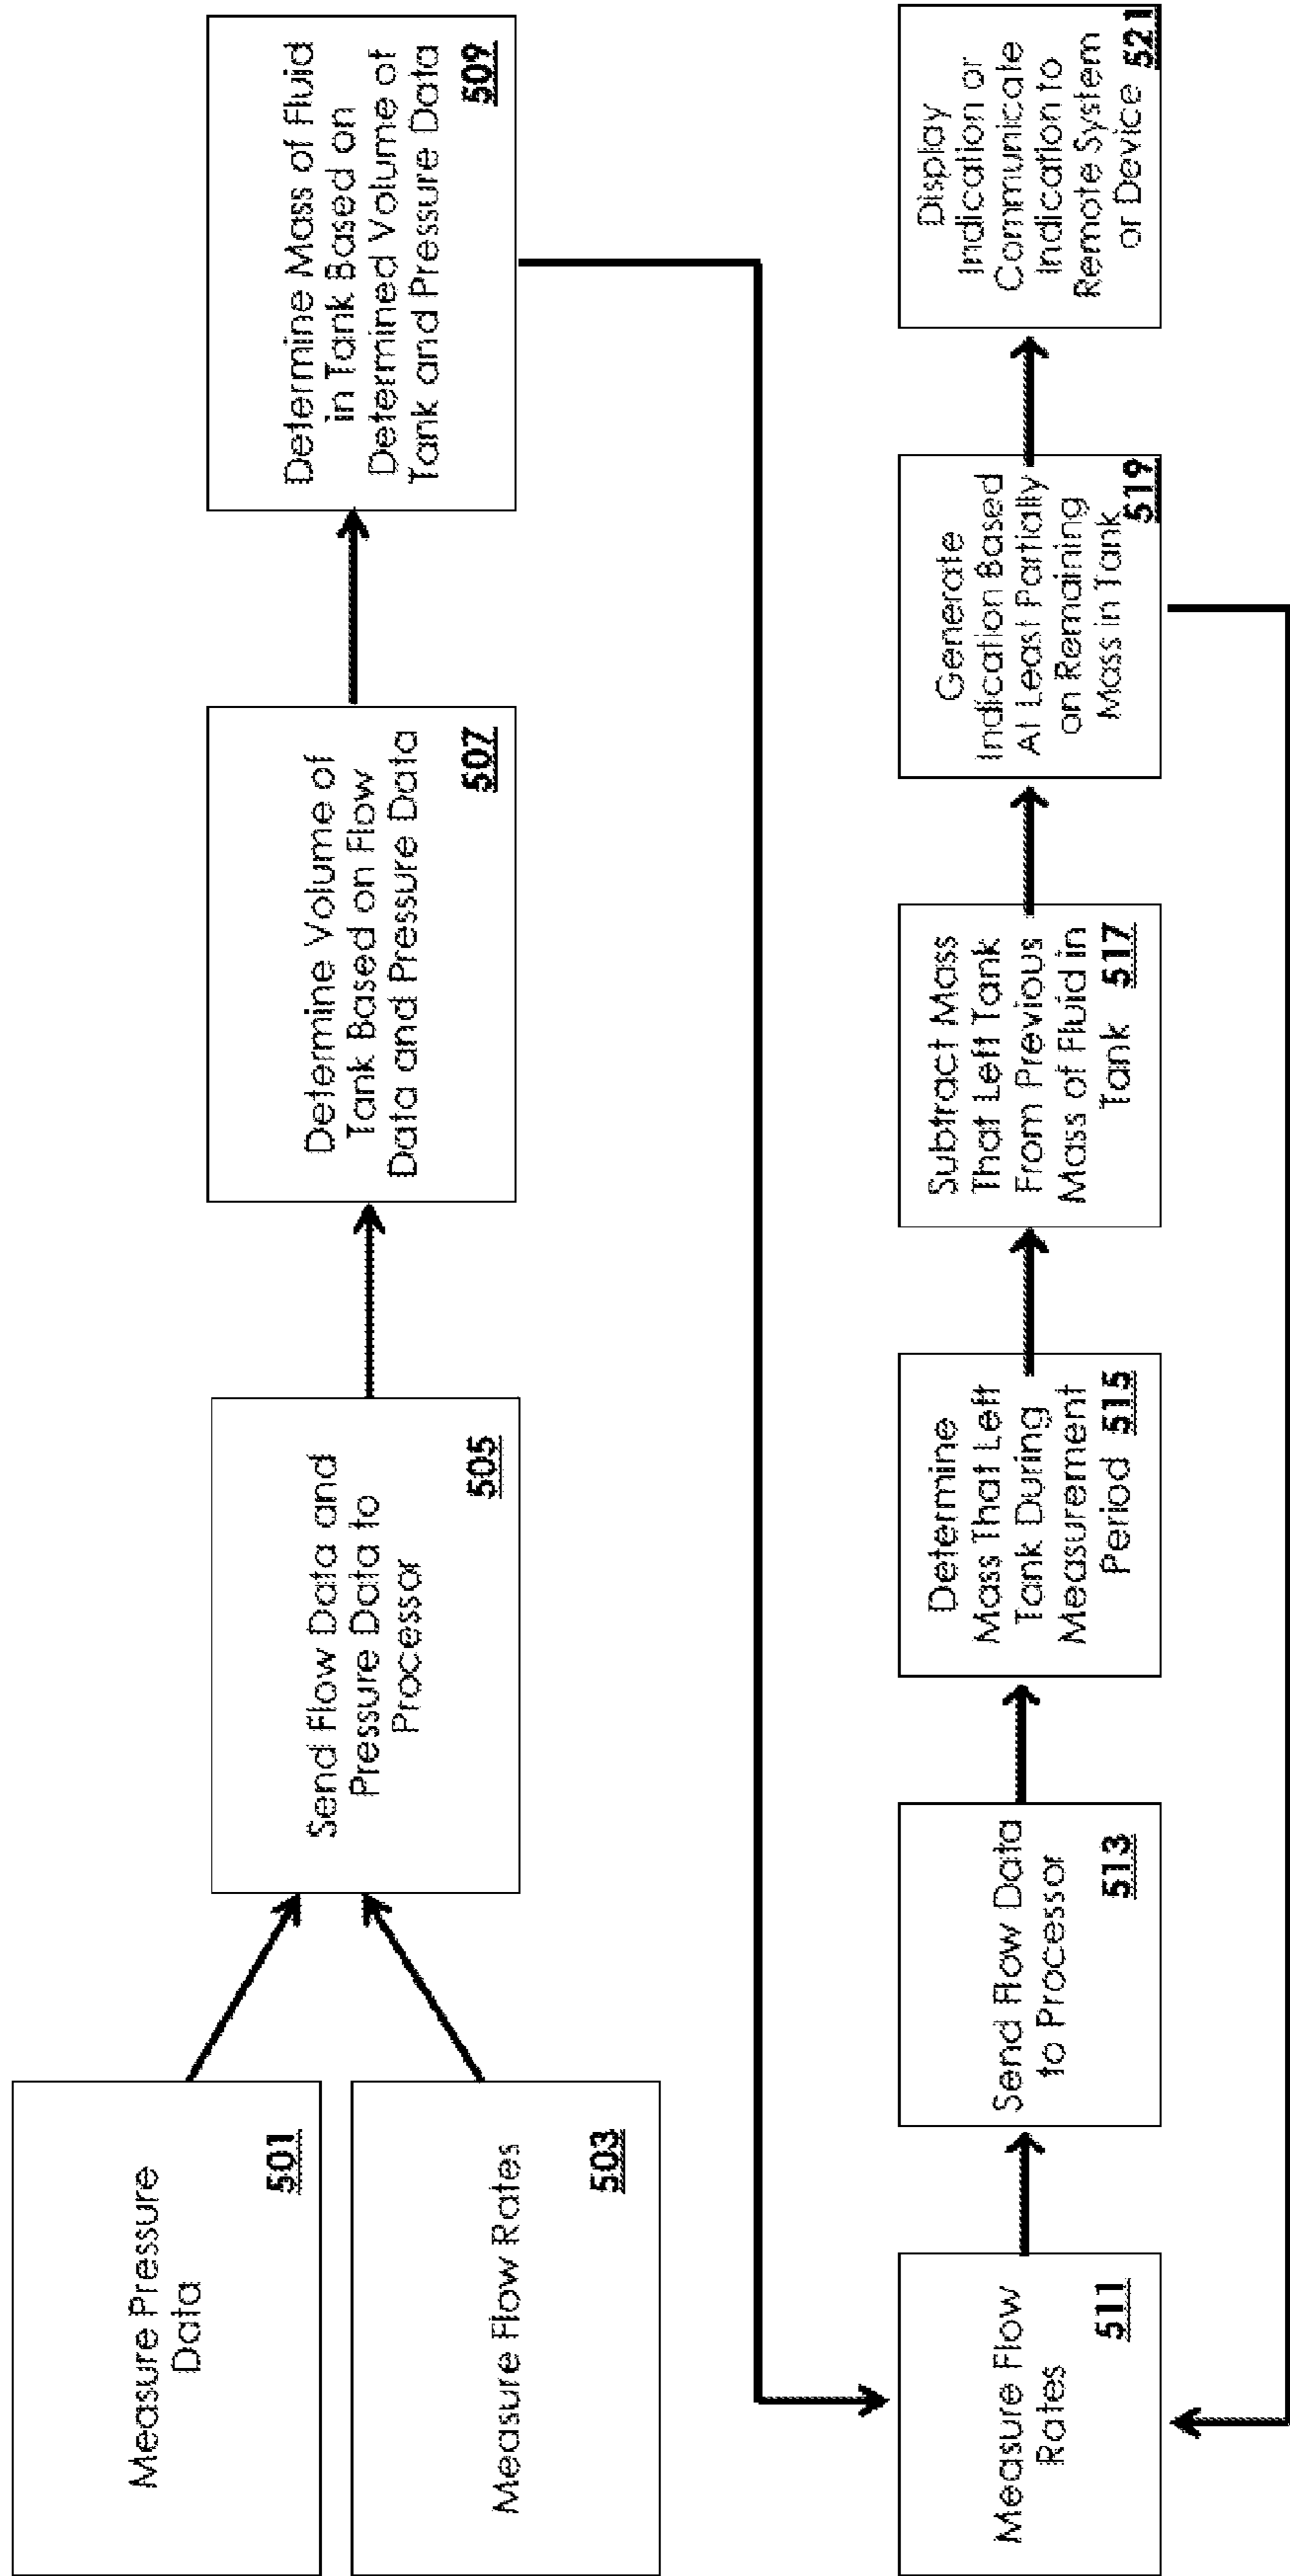 Measure Pressure
Data
501
Measure Flow Rates
503
Send Flow Data and
Pressure Data to
Processor
505
Determine Volume of
Tank Based on Flow
Data and Pressure Data
507
Determine Mass of Fluid
in Tank Based on
Determined Volume of
Tank and Pressure Data
509
Measure Flow
Rates
511
Send Flow Data
to Processor
513
Determine
Mass That Left
Tank During
Measurement
Period 515
Subtract Mass
That Left Tank
From Previous
Mass of Fluid in
Tank 517
Generate
Indication Based
At Least Partially
on Remaining
Mass in Tank
519
Display
Indication or
Communicate
Indication to
Remote System
or Device 521